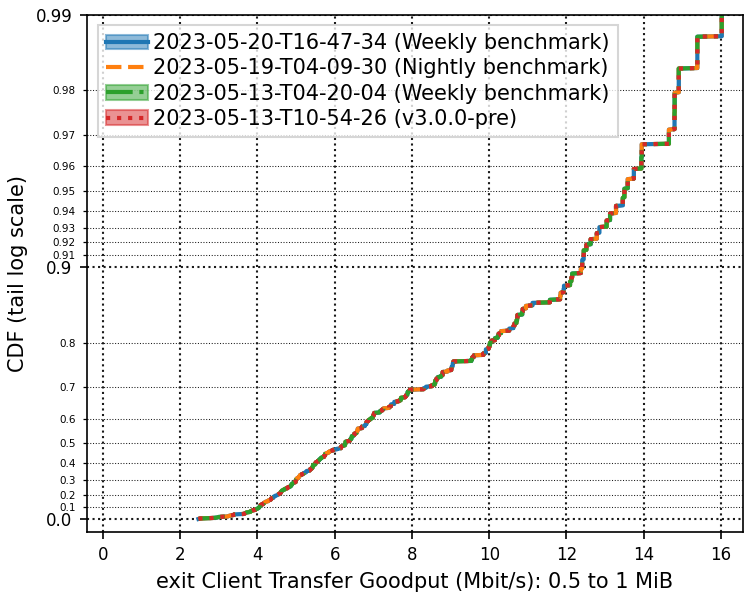 0.99
2023-05-20-T16-47-34 (Weekly benchmark)
2023-05-19-T04-09-30 (Nightly benchmark)
2023-05-13-T04-20-04 (Weekly benchmark)
2023-05-13-T10-54-26 (v3.0.0-pre)
0.98
0.97
0.96
0.95
0.94
0.93
0.92
0.91
0.9
0.8
0.7
0.6
0.5
0.4
0.3
0.2
0.1
0.0
CDF (tail log scale)
0 2 4 6 8 10 12 14 16
exit Client Transfer Goodput (Mbit/s): 0.5 to 1 MiB